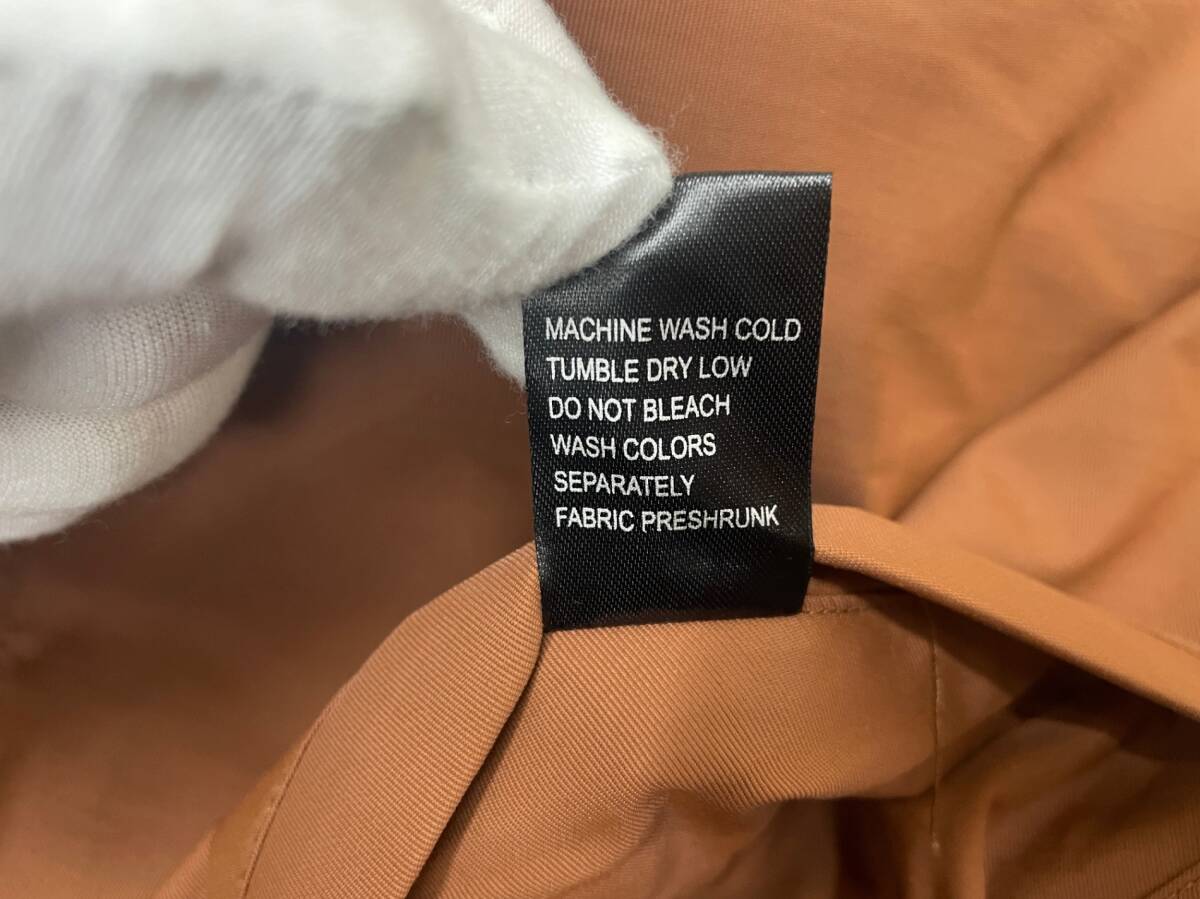 MACHINE WASH COLD
TUMBLE DRY LOW
DO NOT BLEACH
WASH COLORS
SEPARATELY
FABRIC PRESHRUNK